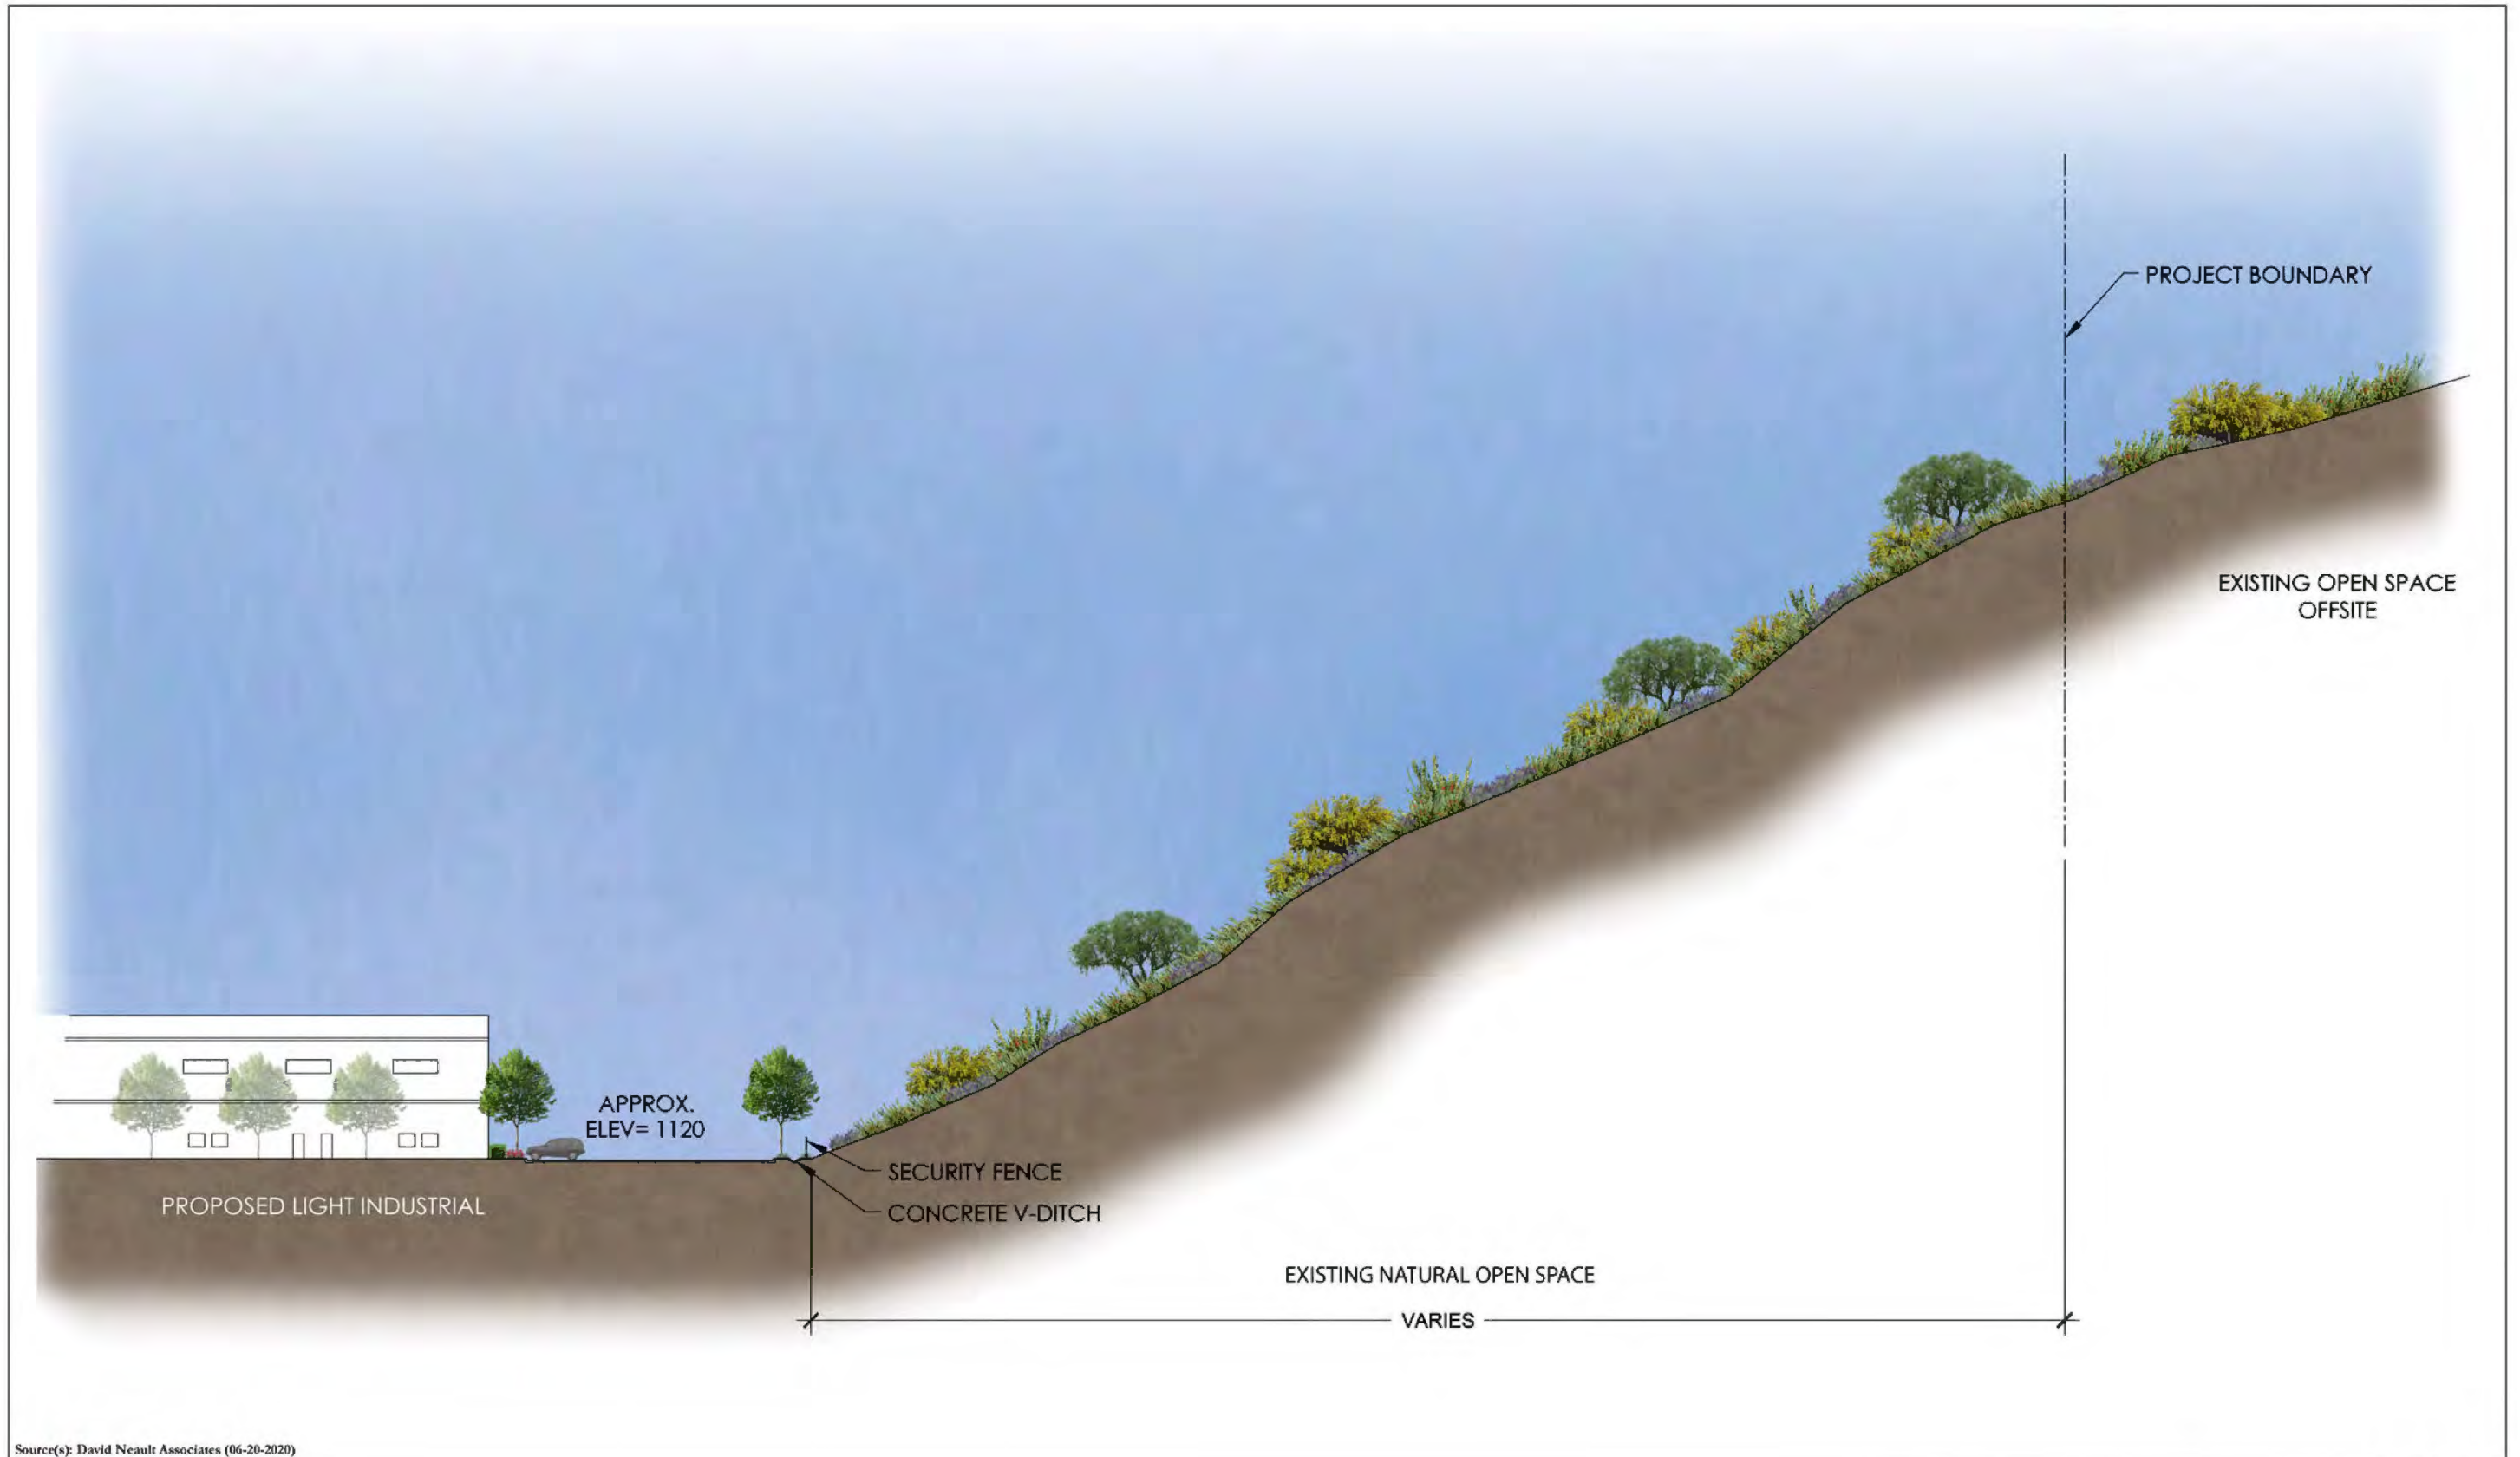 PROJECT BOUNDARY
EXISTING OPEN SPACE
OFFSITE
APPROX.
ELEV= 1120
SECURITY FENCE
PROPOSED LIGHT INDUSTRIAL
CONCRETE V-DITCH
EXISTING NATURAL OPEN SPACE
VARIES
Source(s): David Neault Associates (06-20-2020)